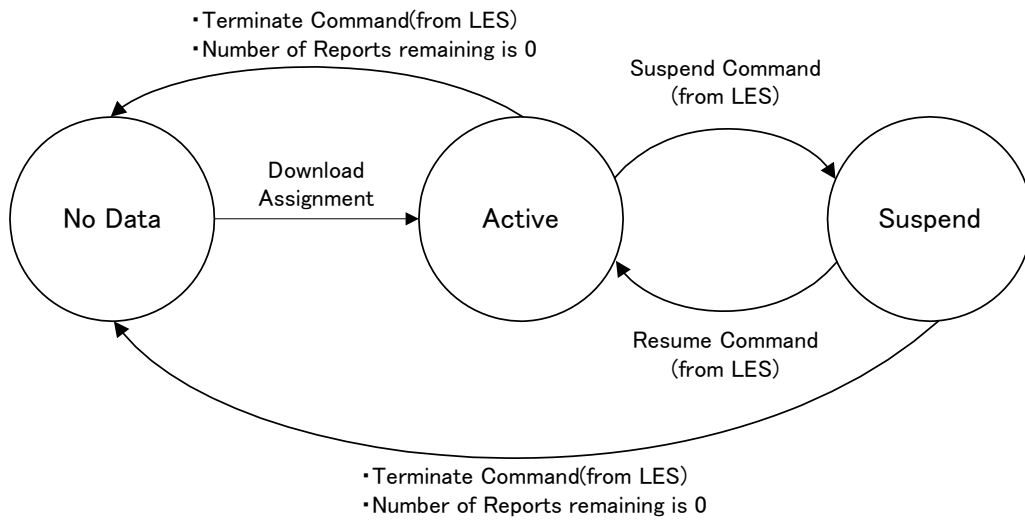 ・Terminate Command(from LES)
・Number of Reports remaining is 0
Suspend Command
(from LES)
No Data
Download
Assignment
Active
Suspend
Resume Command
(from LES)
・Terminate Command(from LES)
・Number of Reports remaining is 0